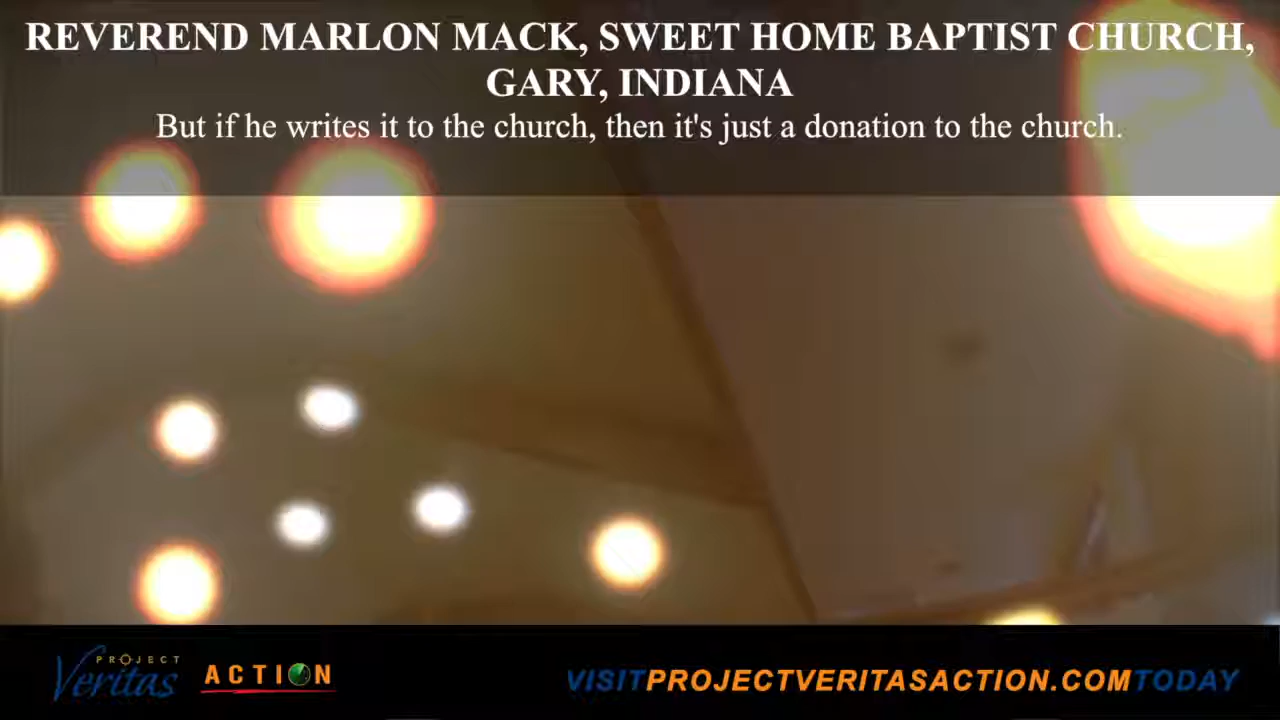 REVEREND MARLON MACK, SWEET HOME BAPTIST CHURCH,
GARY, INDIANA
But if he writes it to the church, then it's just a donation to the church.
PROJECT
Veritas ACTION
VISITPROJECTVERITASACTION.COMTODAY